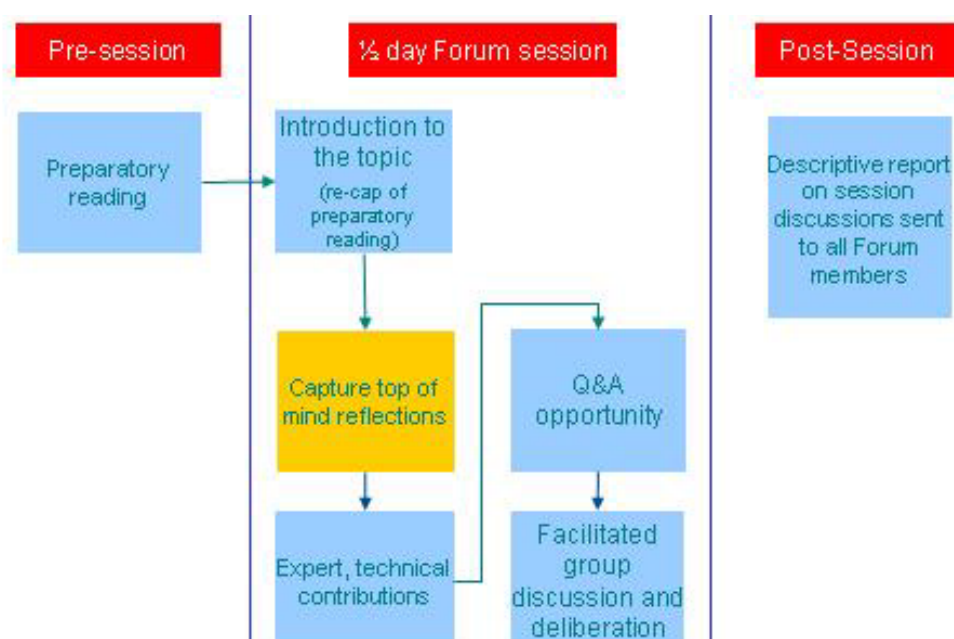 Pre-session
½ day Forum session
Post-Session
Preparatory
reading
Introduction to
the topic
(re-cap of
preparatory
reading)
Descriptive report
on session
discussions sent
to all Forum
members
Capture top of
mind reflections
Q&A
opportunity
Expert, technical
contributions
Facilitated
group
discussion and
deliberation